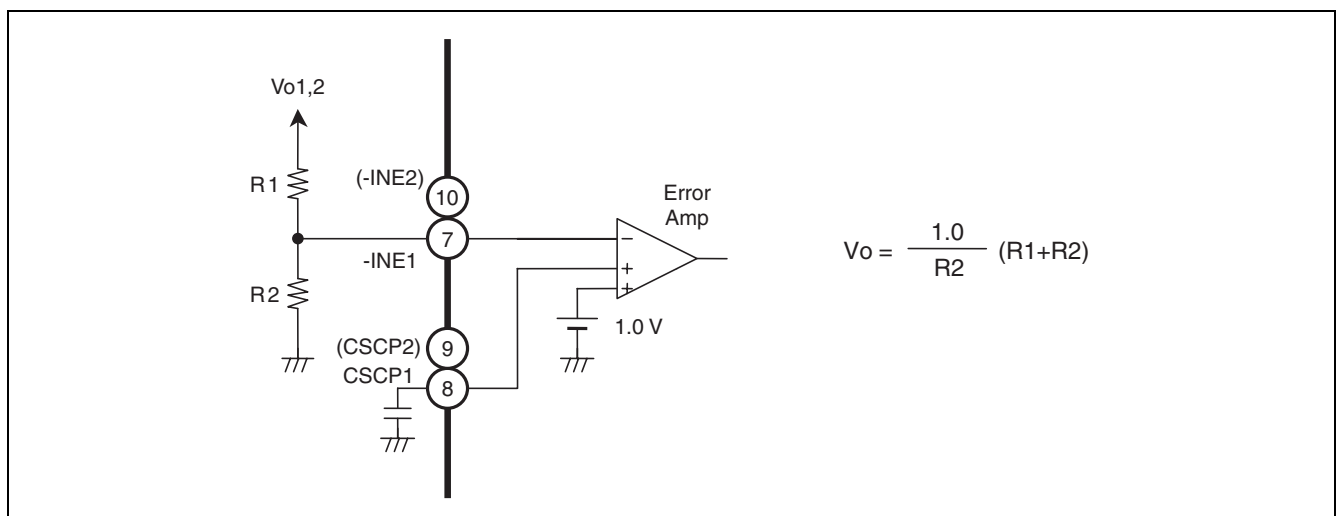 Vo1,2
R1
(-INE2)
10
Error
Amp
7
−
-INE1
+
+
R2
1.0 V
(CSCP2)
9
CSCP1
8
Vo = 1.0 / R2 (R1+R2)